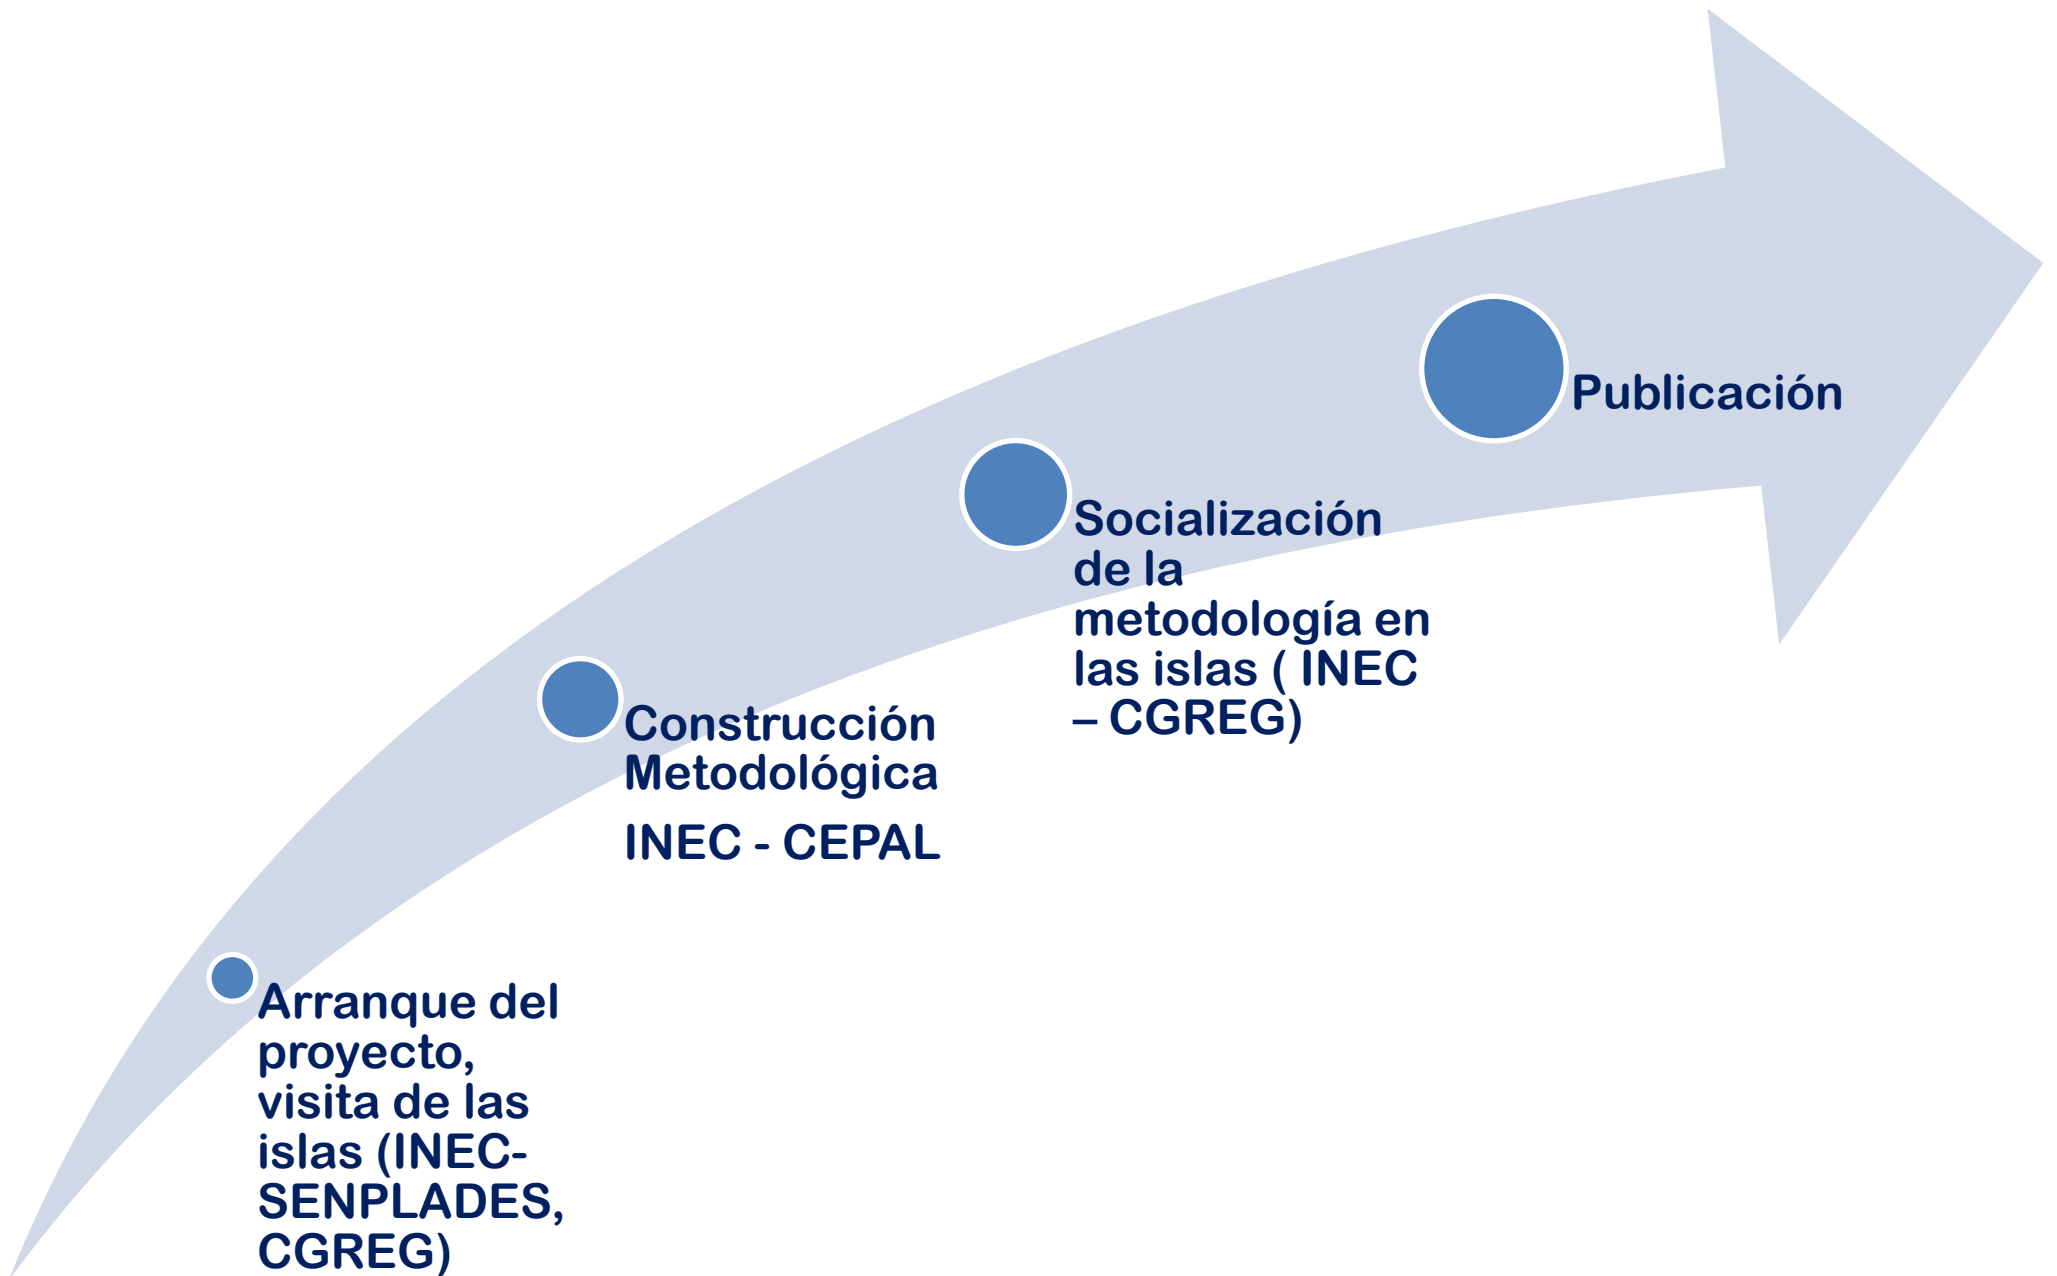 Publicación
Socialización
de la
metodología en
las islas ( INEC
– CGREG)
Construcción
Metodológica
INEC - CEPAL
Arranque del
proyecto,
visita de las
islas (INEC-
SENPLADES,
CGREG)